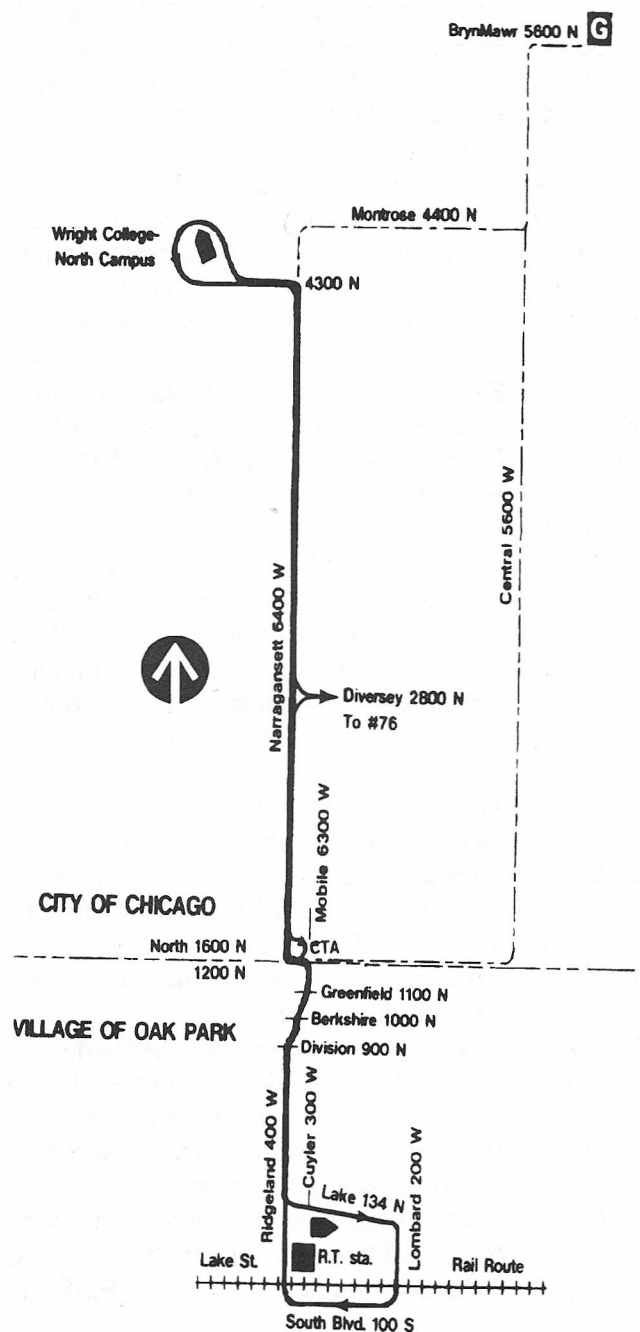 BrynMawr 5600 N G
Montrose 4400 N
Wright College-
North Campus
4300 N
Central 5600 W
Narragansett 6400 W
Diversey 2800 N
To #76
Mobile 6300 W
CITY OF CHICAGO
North 1600 N
CTA
1200 N
Greenfield 1100 N
VILLAGE OF OAK PARK
Berkshire 1000 N
Division 900 N
Ridgeland 400 W
Cuyler 300 W
Lake 134 N
Lombard 200 W
R.T. sta.
Lake St.
Rail Route
South Blvd. 100 S